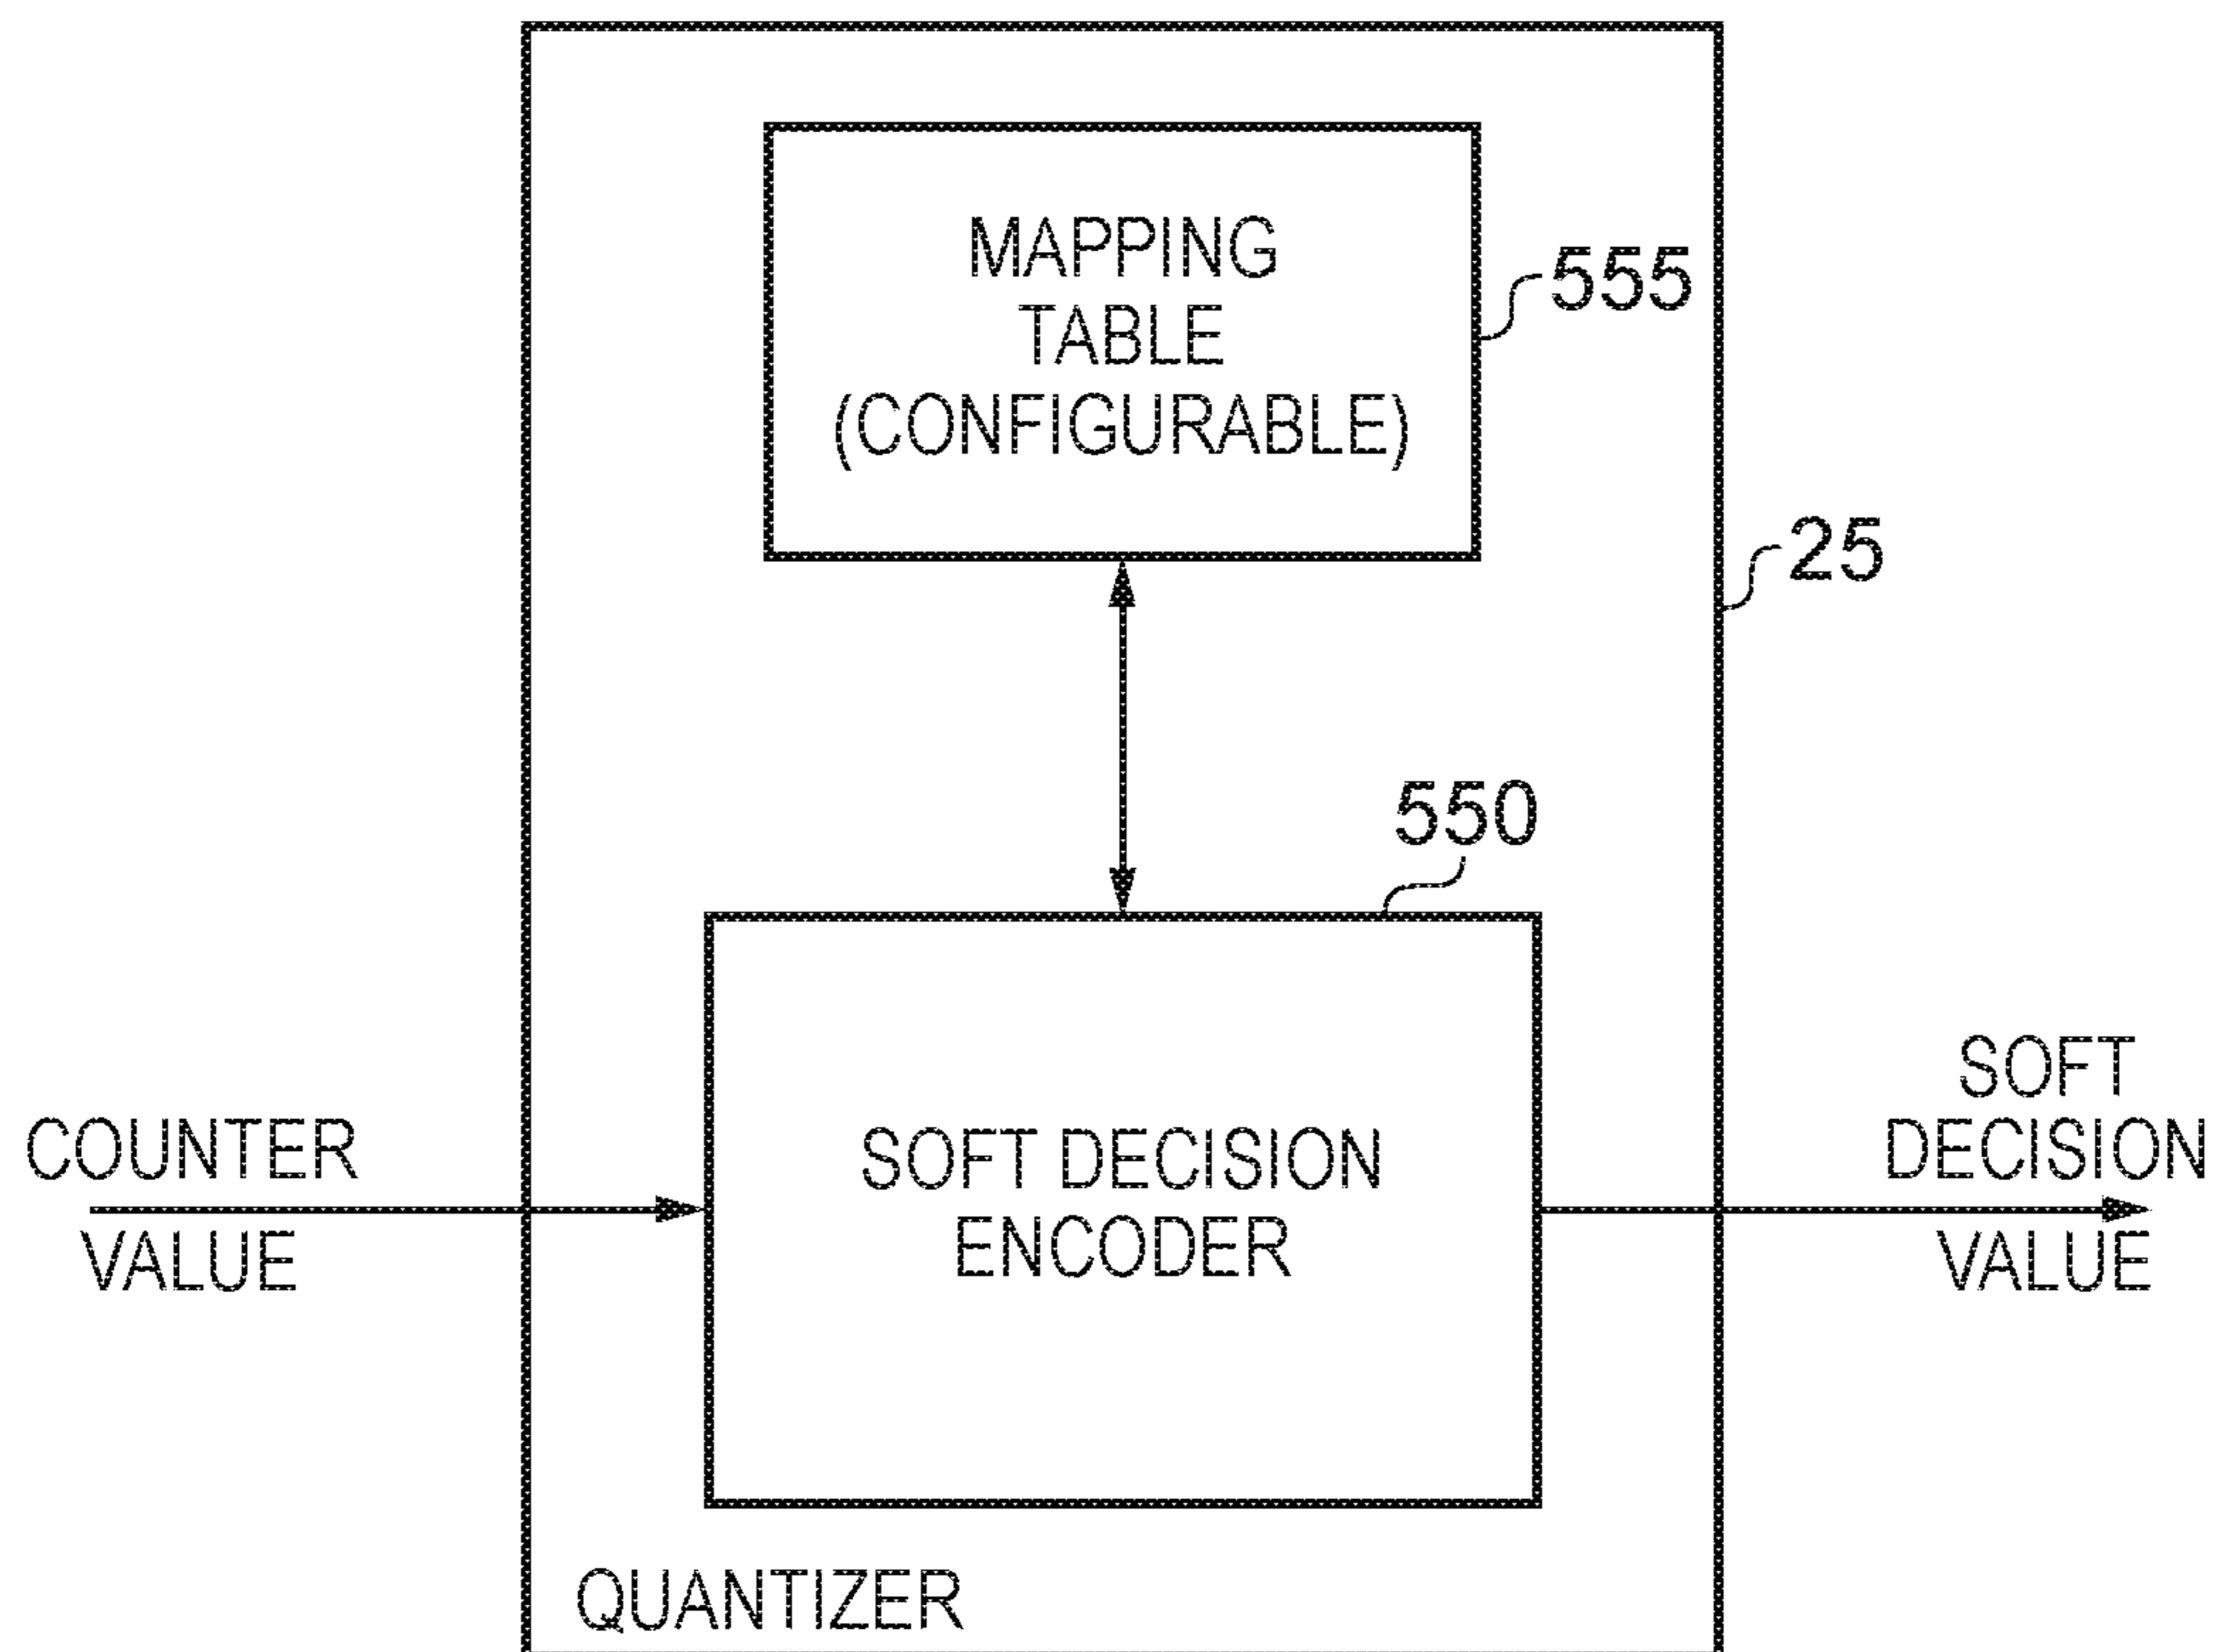 MAPPING
TABLE
(CONFIGURABLE)
555
25
550
SOFT DECISION
ENCODER
COUNTER
VALUE
SOFT
DECISION
VALUE
QUANTIZER